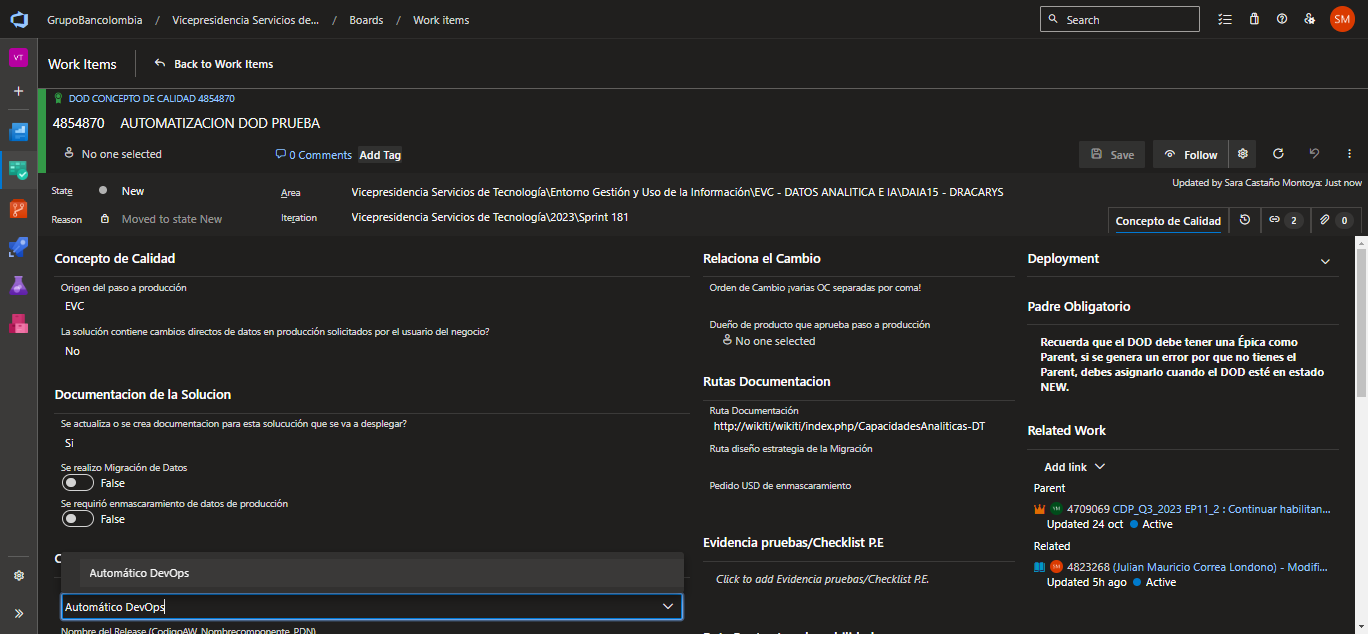 GrupoBancolombia / Vicepresidencia Servicios de... / Boards / Work items
Search
SM
VT
Work Items
Back to Work Items
DOD CONCEPTO DE CALIDAD 4854870
4854870 AUTOMATIZACION DOD PRUEBA
No one selected
0 Comments
Add Tag
Save
Follow
State
New
Area
Vicepresidencia Servicios de Tecnología\Entorno Gestión y Uso de la Información\EVC - DATOS ANALITICA E IA\DAIA15 - DRACARYS
Updated by Sara Castaño Montoya: Just now
Reason
Moved to state New
Iteration
Vicepresidencia Servicios de Tecnología\2023\Sprint 181
Concepto de Calidad
2
0
Concepto de Calidad
Origen del paso a producción
EVC
La solución contiene cambios directos de datos en producción solicitados por el usuario del negocio?
No
Documentacion de la Solucion
Se actualiza o se crea documentacion para esta solucución que se va a desplegar?
Si
Se realizo Migración de Datos
False
Se requirió enmascaramiento de datos de producción
False
C
Automático DevOps
Automático DevOps
Nombre del Release (CodigoAW_Nombrecomponente_PDN)
Relaciona el Cambio
Orden de Cambio ¡varias OC separadas por coma!
Dueño de producto que aprueba paso a producción
No one selected
Rutas Documentacion
Ruta Documentación
http://wikiti/wikiti/index.php/CapacidadesAnaliticas-DT
Ruta diseño estrategia de la Migración
Pedido USD de enmascaramiento
Evidencia pruebas/Checklist P.E
Click to add Evidencia pruebas/Checklist P.E.
Deployment
Padre Obligatorio
Recuerda que el DOD debe tener una Épica como
Parent, si se genera un error por que no tienes el
Parent, debes asignarlo cuando el DOD esté en estado
NEW.
Related Work
Add link
Parent
YM 4709069 CDP_Q3_2023 EP11_2 : Continuar habilitan...
Updated 24 oct Active
Related
SM 4823268 (Julian Mauricio Correa Londono) - Modifi...
Updated 5h ago Active